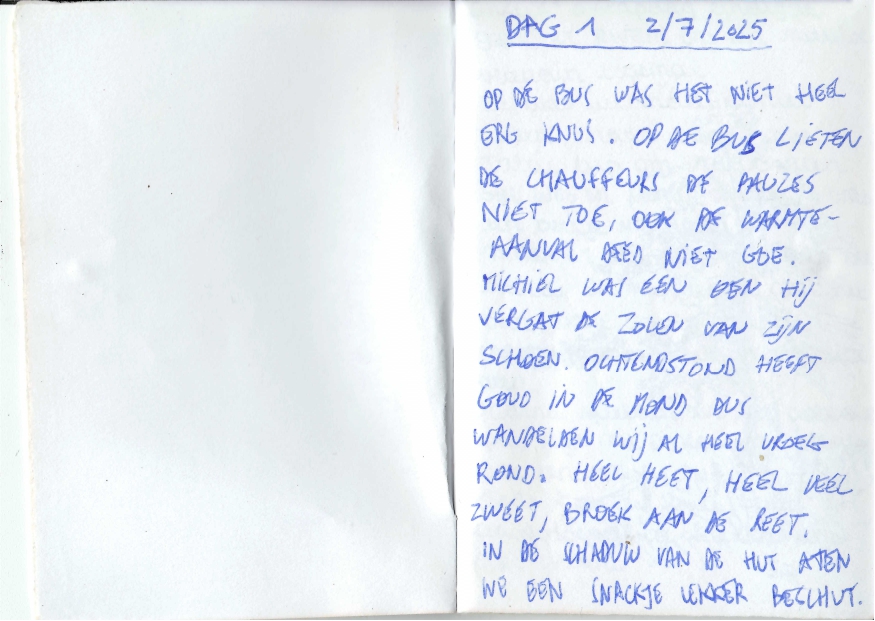 DAG 1 2/7/2025
OP DE BUS WAS HET NIET HEEL
ERG KNUS. OP DE BUS LIETEN
DE CHAUFFEURS DE PAUZES
NIET TOE, OOK DE WARMTE-
AANVAL DEED NIET GOE.
MICHIEL WAS EEN EEN HIJ
VERGAT DE ZOLEN VAN ZIJN
SCHOEN. OCHTENDSTOND HEEFT
GOUD IN DE MOND DUS
WANDELDEN WIJ AL HEEL VROEG
ROND. HEEL HEET, HEEL VEEL
ZWEET, BROEK AAN DE REET.
IN DE SCHADUW VAN DE HUT ATEN
WE EEN SNACKJE LEKKER BESCHUT.